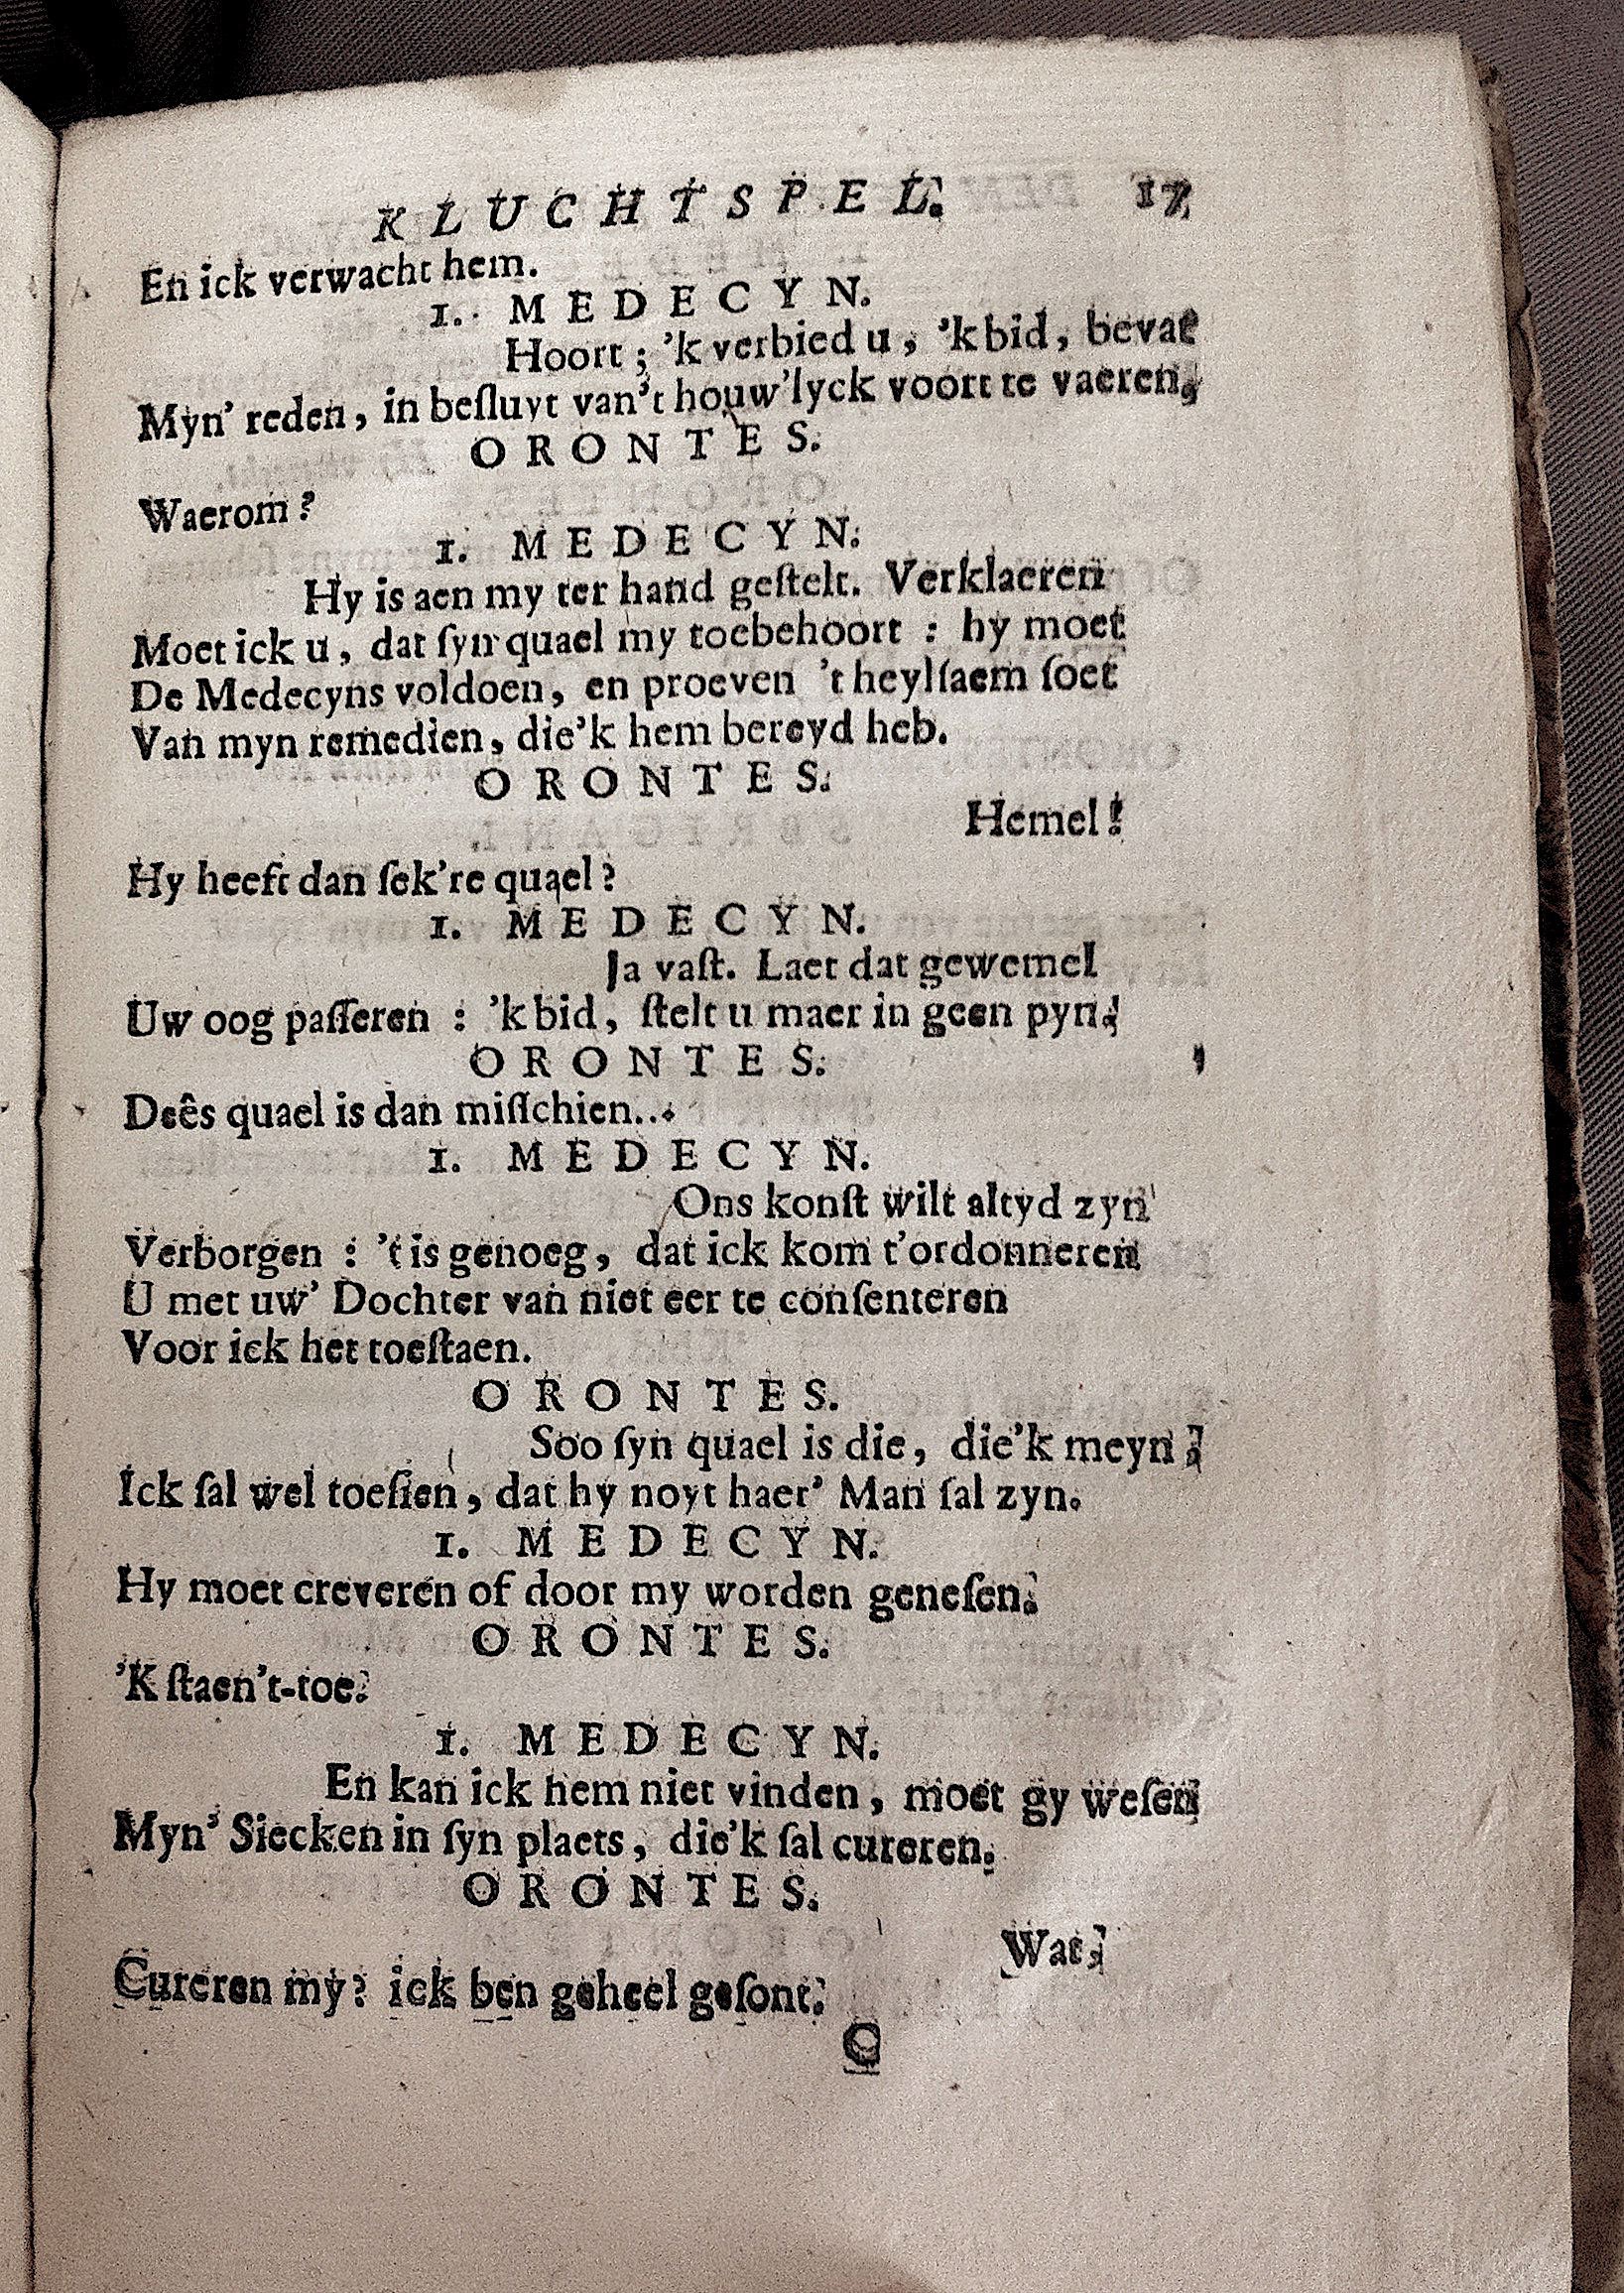 KLUCHTSPEL. 17
En ick verwacht hem.
1. MEDECYN.
Hoort ; 'k verbied u, 'k bid, bevat
Myn' reden, in beſluyt van't houw'lyck voort te vaeren.
ORONTES.
Waerom ?
1. MEDECYN.
Hy is aen my ter hand geſtelt. Verklaeren
Moet ick u, dat ſyn quael my toebehoort : hy moet
De Medecyns voldoen, en proeven 't heylſaem ſoet
Van myn remedien, die'k hem bereyd heb.
ORONTES.
Hemel !
Hy heeft dan ſek're quael ?
1. MEDECYN.
Ja vaſt. Laet dat gewemel
Uw oog paſſeren : 'k bid, ſtelt u maer in geen pyn.
ORONTES.
Deês quael is dan miſſchien...
1. MEDECYN.
Ons konſt wilt altyd zyn
Verborgen : 't is genoeg, dat ick kom t'ordonneren
U met uw' Dochter van niet eer te conſenteren
Voor ick het toeſtaen.
ORONTES.
Soo ſyn quael is die, die'k meyn,
Ick ſal wel toeſien, dat hy noyt haer' Man ſal zyn.
1. MEDECYN.
Hy moet creveren of door my worden geneſen.
ORONTES.
'K ſtaen't-toe.
1. MEDECYN.
En kan ick hem niet vinden, moet gy weſen
Myn' Siecken in ſyn plaets, die'k ſal cureren.
ORONTES.
Wat,
Cureren my ? ick ben geheel geſont.
C